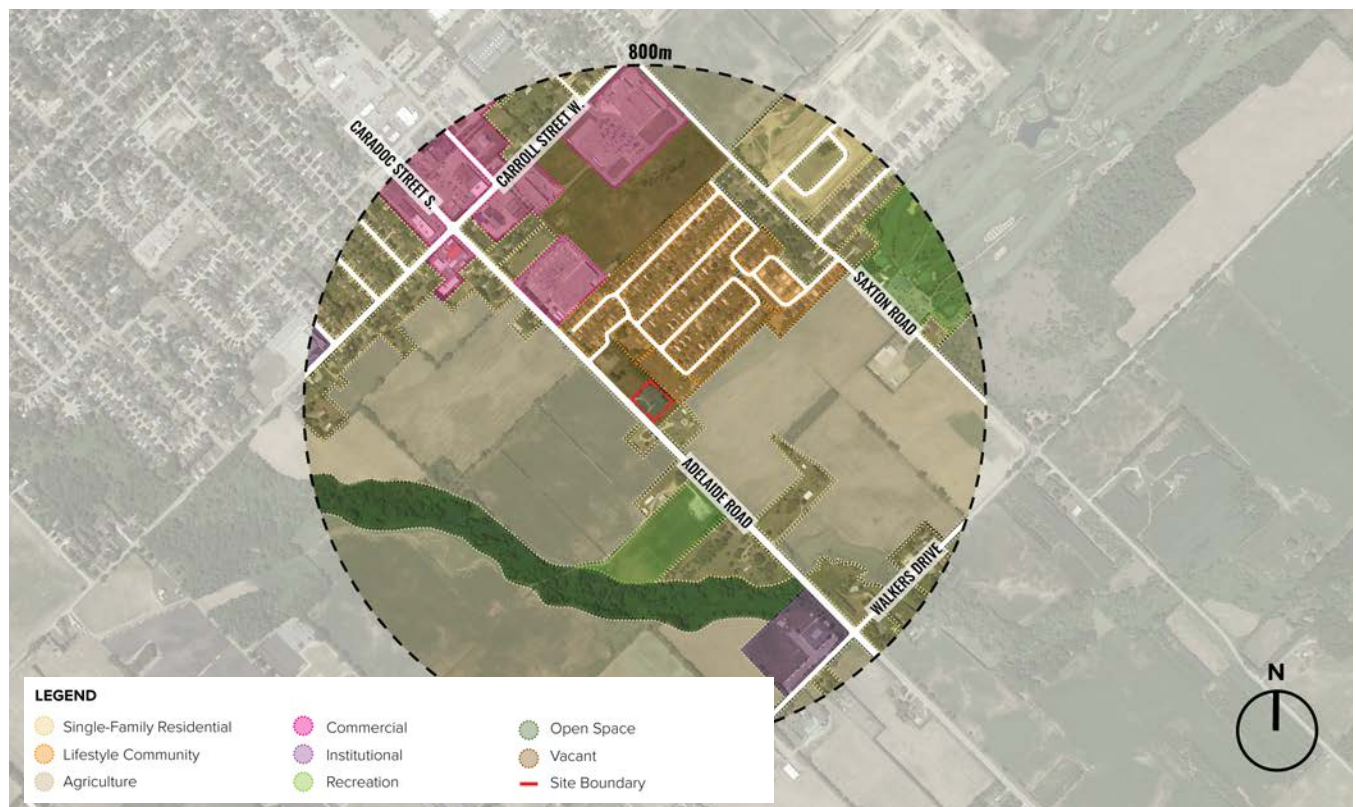 800m
CARADOC STREET S.
CARROLL STREET W.
SAXTON ROAD
ADELAIDE ROAD
WALKERS DRIVE
LEGEND
Single-Family Residential
Lifestyle Community
Agriculture
Commercial
Institutional
Recreation
Open Space
Vacant
Site Boundary
N